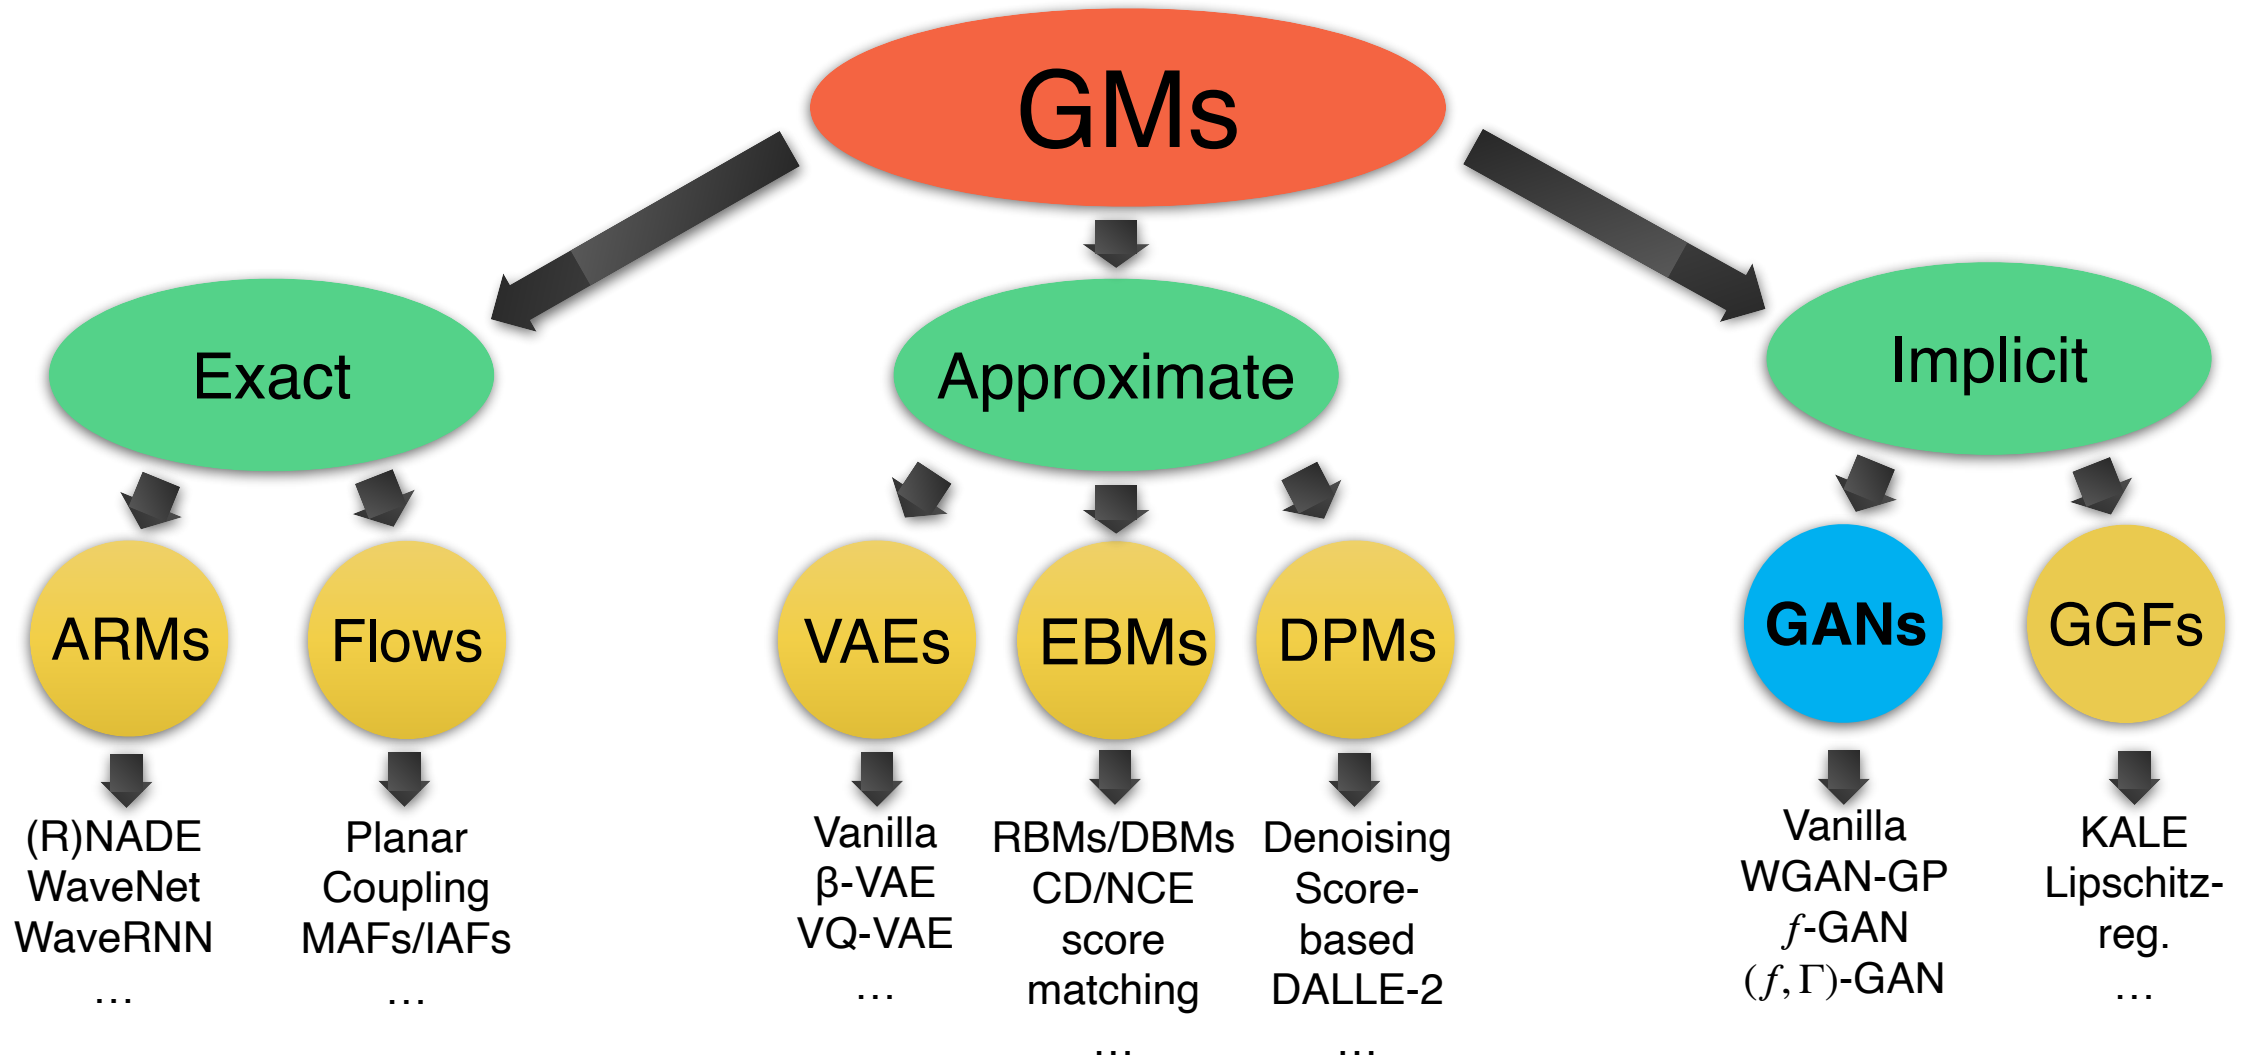 GMs
Exact
Approximate
Implicit
ARMs
Flows
VAEs
EBMs
DPMs
GANs
GGFs
(R)NADE
WaveNet
WaveRNN
...
Planar
Coupling
MAFs/IAFs
...
Vanilla
β-VAE
VQ-VAE
...
RBMs/DBMs
CD/NCE
score
matching
...
Denoising
Score-
based
DALLE-2
...
Vanilla
WGAN-GP
f-GAN
(f, Γ)-GAN
KALE
Lipschitz-
reg.
...